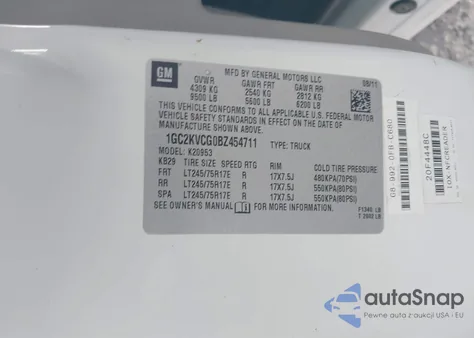 GM
MFD BY GENERAL MOTORS LLC 08/11
GVWR GAWR FRT GAWR RR
4309 KG 2540 KG 2812 KG
9500 LB 5600 LB 6200 LB
THIS VEHICLE CONFORMS TO ALL APPLICABLE U.S. FEDERAL MOTOR
VEHICLE SAFETY STANDARDS IN EFFECT ON THE DATE OF
MANUFACTURE SHOWN ABOVE.
1GC2KVCG0BZ454711 TYPE: TRUCK
MODEL: K20953
KB29 TIRE SIZE SPEED RTG RIM COLD TIRE PRESSURE
FRT LT245/75R17E R 17X7.5J 480KPA(70PSI)
RR LT245/75R17E R 17X7.5J 550KPA(80PSI)
SPA LT245/75R17E R 17X7.5J 550KPA(80PSI)
SEE OWNER'S MANUAL FOR MORE INFORMATION.
20F4448C
autoSnap
Pewne auta z aukcji USA i EU